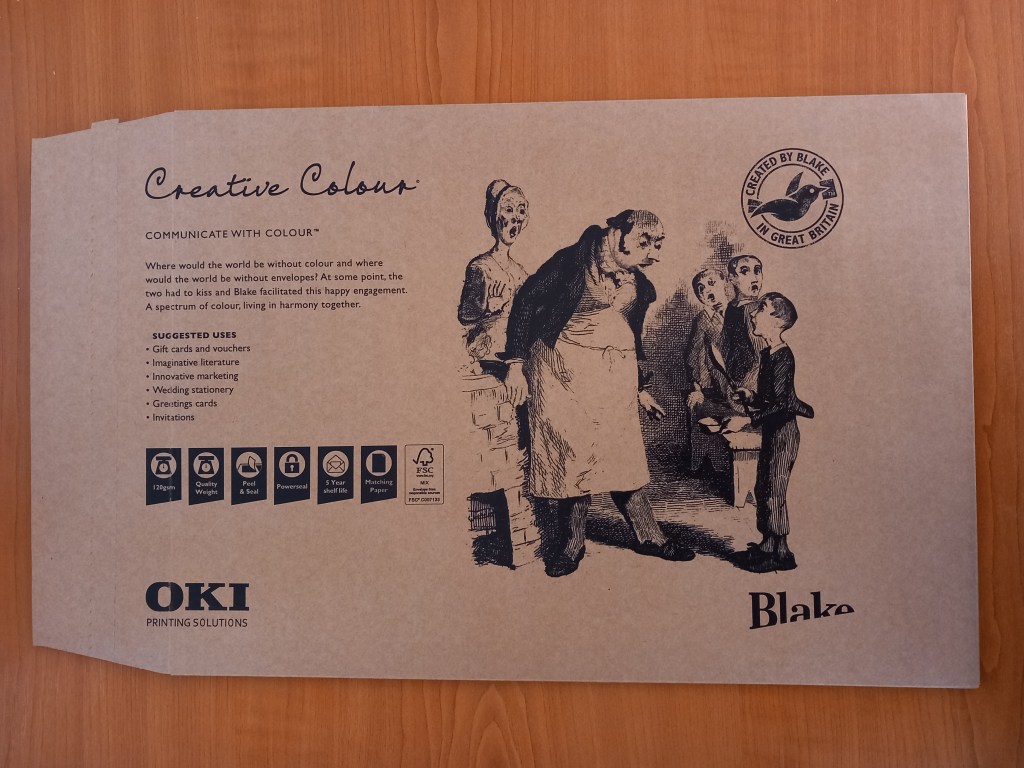 Creative Colour®
COMMUNICATE WITH COLOUR™
Where would the world be without colour and where
would the world be without envelopes? At some point, the
two had to kiss and Blake facilitated this happy engagement.
A spectrum of colour, living in harmony together.
SUGGESTED USES
• Gift cards and vouchers
• Imaginative literature
• Innovative marketing
• Wedding stationery
• Greetings cards
• Invitations
120gsm
Quality
Weight
Peel
& Seal
Powerseal
5 Year
shelf life
Matching
Paper
FSC
MIX
FSC® C007135
OKI
PRINTING SOLUTIONS
CREATED BY BLAKE
IN GREAT BRITAIN
TM
Blake